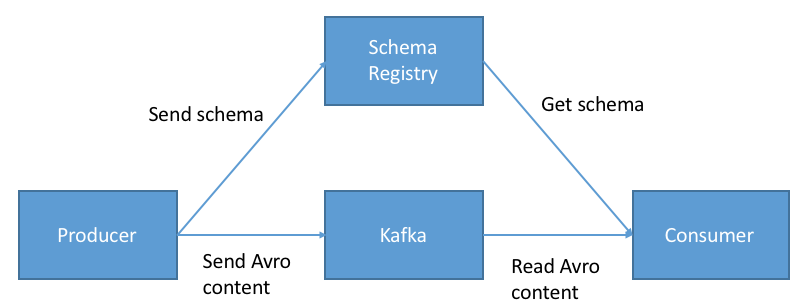 Schema
Registry
Send schema
Get schema
Producer
Kafka
Consumer
Send Avro
content
Read Avro
content